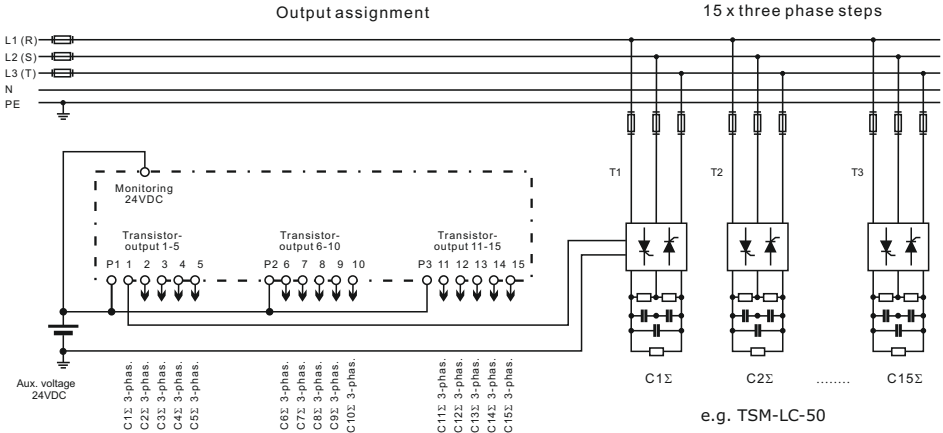 Output assignment
15 x three phase steps
L1 (R)
L2 (S)
L3 (T)
N
PE
T1
T2
T3
Monitoring
24VDC
Transistor-
output 1-5
Transistor-
output 6-10
Transistor-
output 11-15
P1 1 2 3 4 5
P2 6 7 8 9 10
P3 11 12 13 14 15
Aux. voltage
24VDC
C1Σ 3-phas.
C2Σ 3-phas.
C3Σ 3-phas.
C4Σ 3-phas.
C5Σ 3-phas.
C6Σ 3-phas.
C7Σ 3-phas.
C8Σ 3-phas.
C9Σ 3-phas.
C10Σ 3-phas.
C11Σ 3-phas.
C12Σ 3-phas.
C13Σ 3-phas.
C14Σ 3-phas.
C15Σ 3-phas.
C1Σ
C2Σ
........
C15Σ
e.g. TSM-LC-50